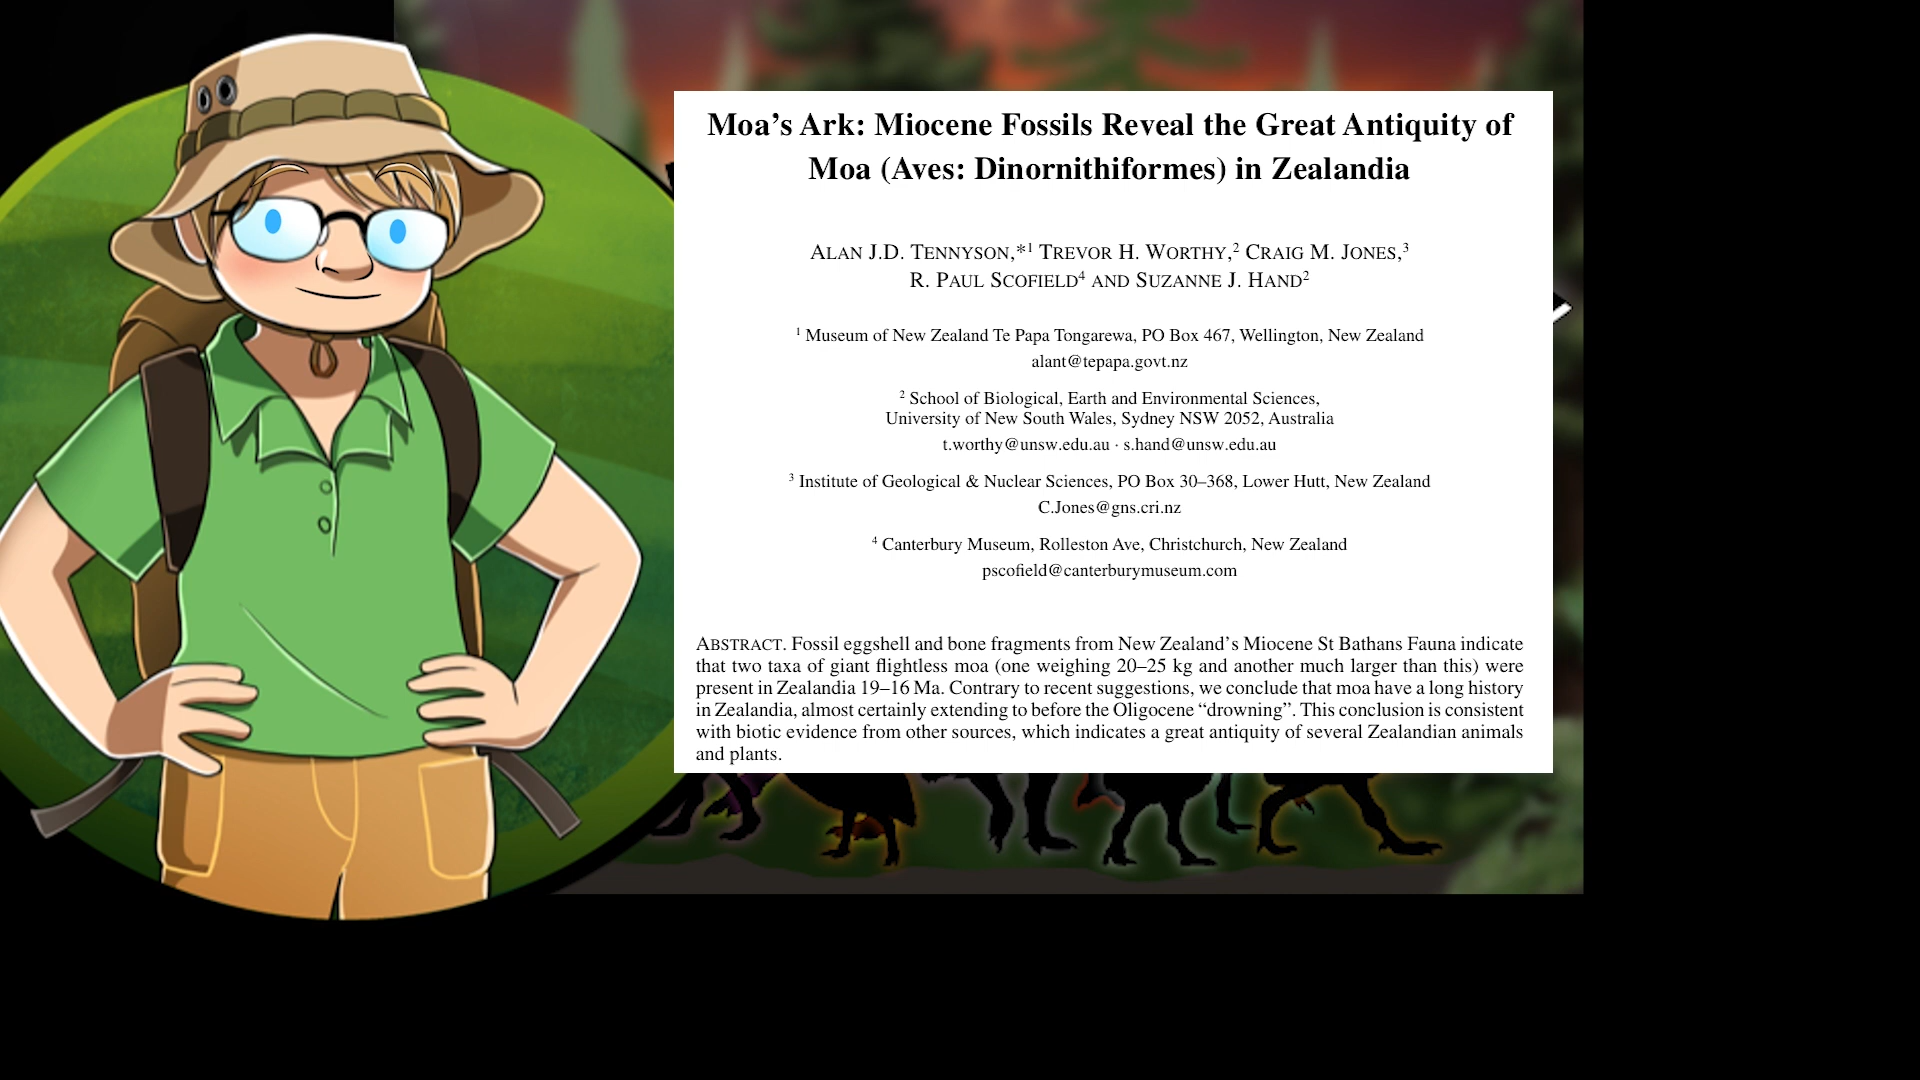 Moa’s Ark: Miocene Fossils Reveal the Great Antiquity of
Moa (Aves: Dinornithiformes) in Zealandia
Alan J.D. Tennyson,*1 Trevor H. Worthy,2 Craig M. Jones,3
R. Paul Scofield4 and Suzanne J. Hand2
1 Museum of New Zealand Te Papa Tongarewa, PO Box 467, Wellington, New Zealand
alant@tepapa.govt.nz
2 School of Biological, Earth and Environmental Sciences,
University of New South Wales, Sydney NSW 2052, Australia
t.worthy@unsw.edu.au · s.hand@unsw.edu.au
3 Institute of Geological & Nuclear Sciences, PO Box 30–368, Lower Hutt, New Zealand
C.Jones@gns.cri.nz
4 Canterbury Museum, Rolleston Ave, Christchurch, New Zealand
pscofield@canterburymuseum.com
Abstract. Fossil eggshell and bone fragments from New Zealand’s Miocene St Bathans Fauna indicate
that two taxa of giant flightless moa (one weighing 20–25 kg and another much larger than this) were
present in Zealandia 19–16 Ma. Contrary to recent suggestions, we conclude that moa have a long history
in Zealandia, almost certainly extending to before the Oligocene “drowning”. This conclusion is consistent
with biotic evidence from other sources, which indicates a great antiquity of several Zealandian animals
and plants.